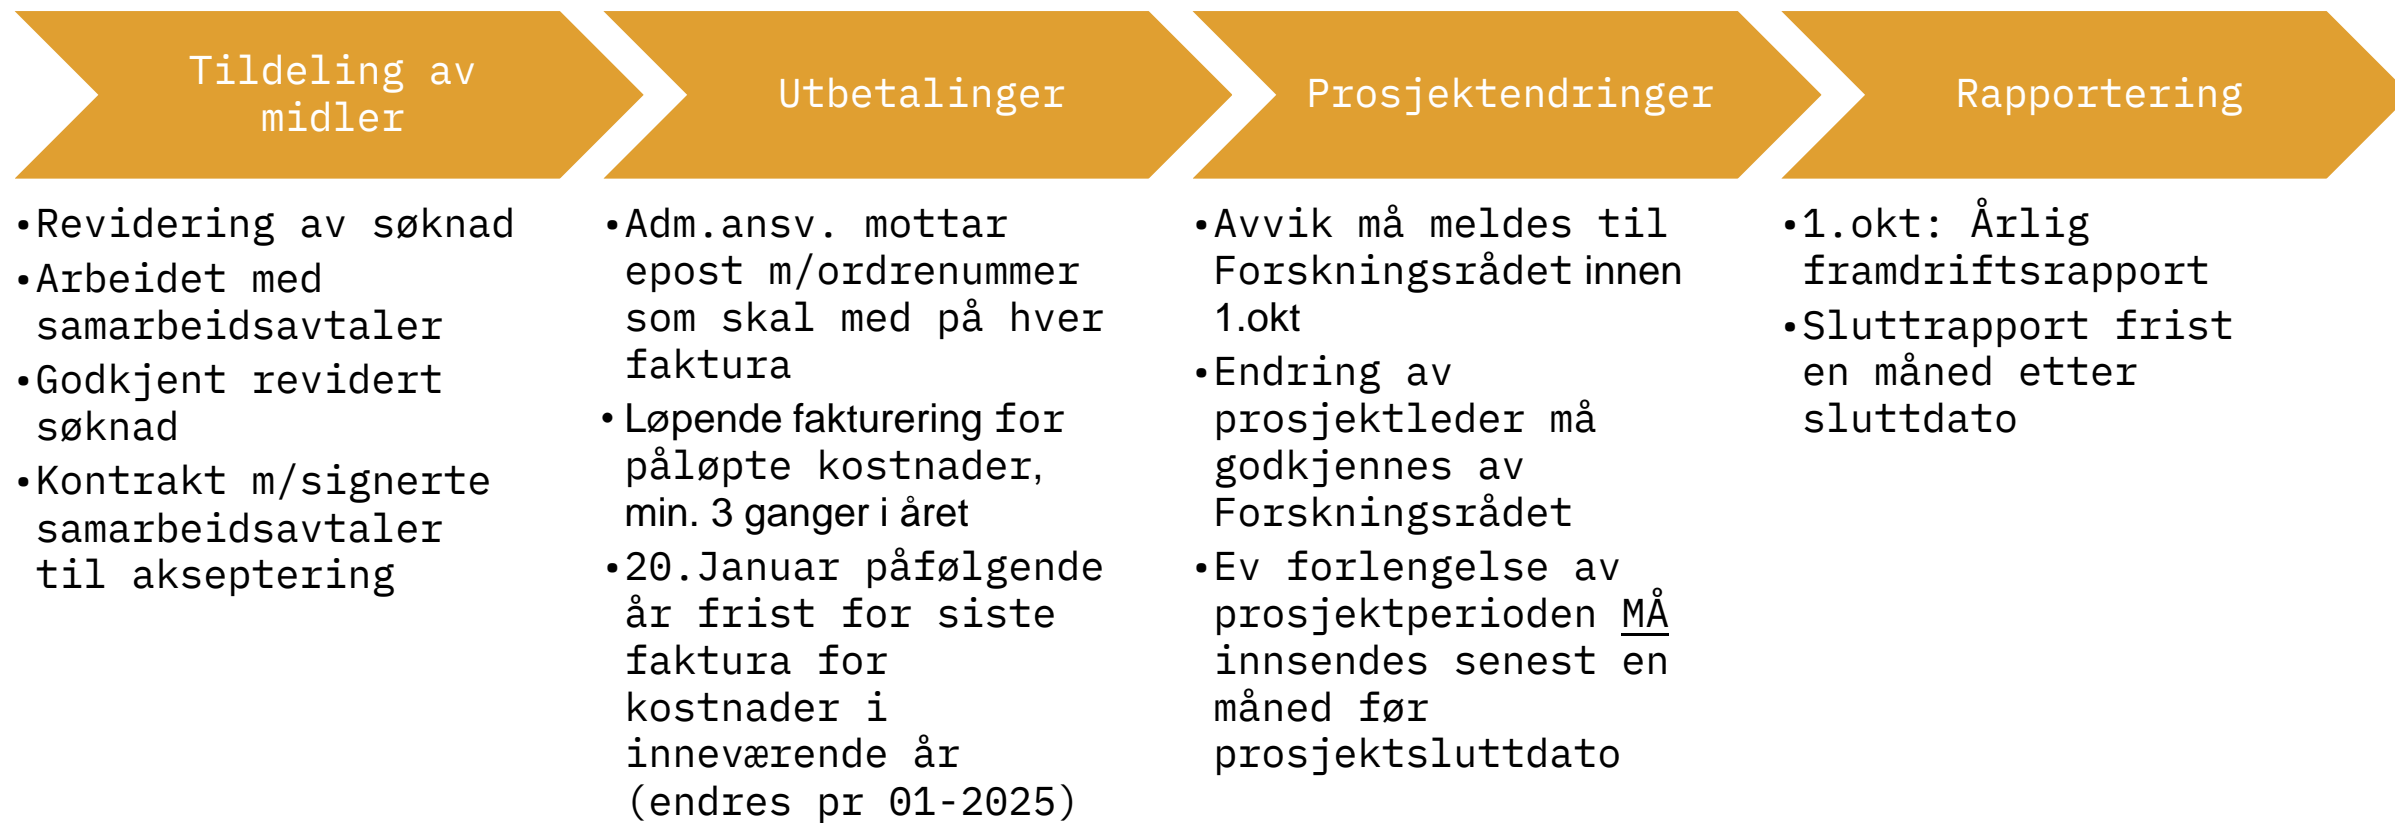 Tildeling av
midler
•Revidering av søknad
•Arbeidet med
samarbeidsavtaler
•Godkjent revidert
søknad
•Kontrakt m/signerte
samarbeidsavtaler
til akseptering
Utbetalinger
•Adm.ansv. mottar
epost m/ordrenummer
som skal med på hver
faktura
• Løpende fakturering for
påløpte kostnader,
min. 3 ganger i året
•20.Januar påfølgende
år frist for siste
faktura for
kostnader i
inneværende år
(endres pr 01-2025)
Prosjektendringer
•Avvik må meldes til
Forskningsrådet innen
1.okt
•Endring av
prosjektleder må
godkjennes av
Forskningsrådet
•Ev forlengelse av
prosjektperioden MÅ
innsendes senest en
måned før
prosjektsluttdato
Rapportering
•1.okt: Årlig
framdriftsrapport
•Sluttrapport frist
en måned etter
sluttdato